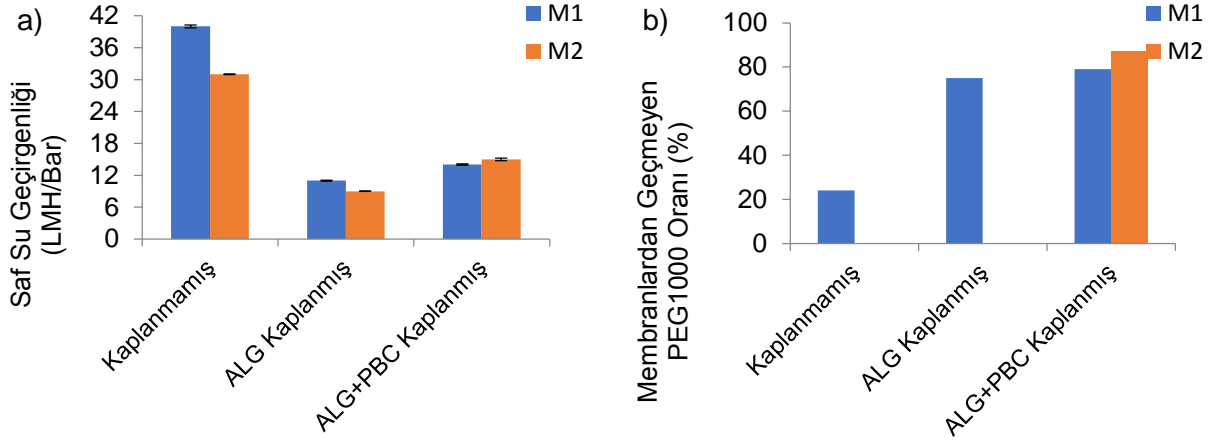 a)
Saf Su Geçirgenliği
(LMH/Bar)
42
36
30
24
18
12
6
0
M1
M2
Kaplanmamış
ALG Kaplanmış
ALG+PBC Kaplanmış
b)
Membranlardan Geçmeyen
PEG1000 Oranı (%)
100
80
60
40
20
0
M1
M2
Kaplanmamış
ALG Kaplanmış
ALG+PBC Kaplanmış